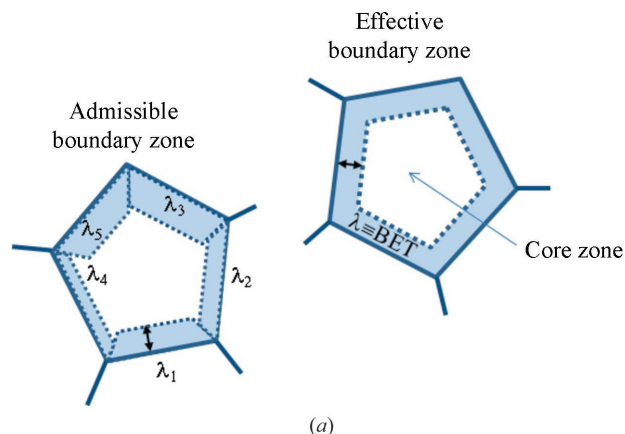 Effective
boundary zone
Admissible
boundary zone
λ3
λ5
λ4
λ2
λ≡BET
Core zone
λ1
(a)